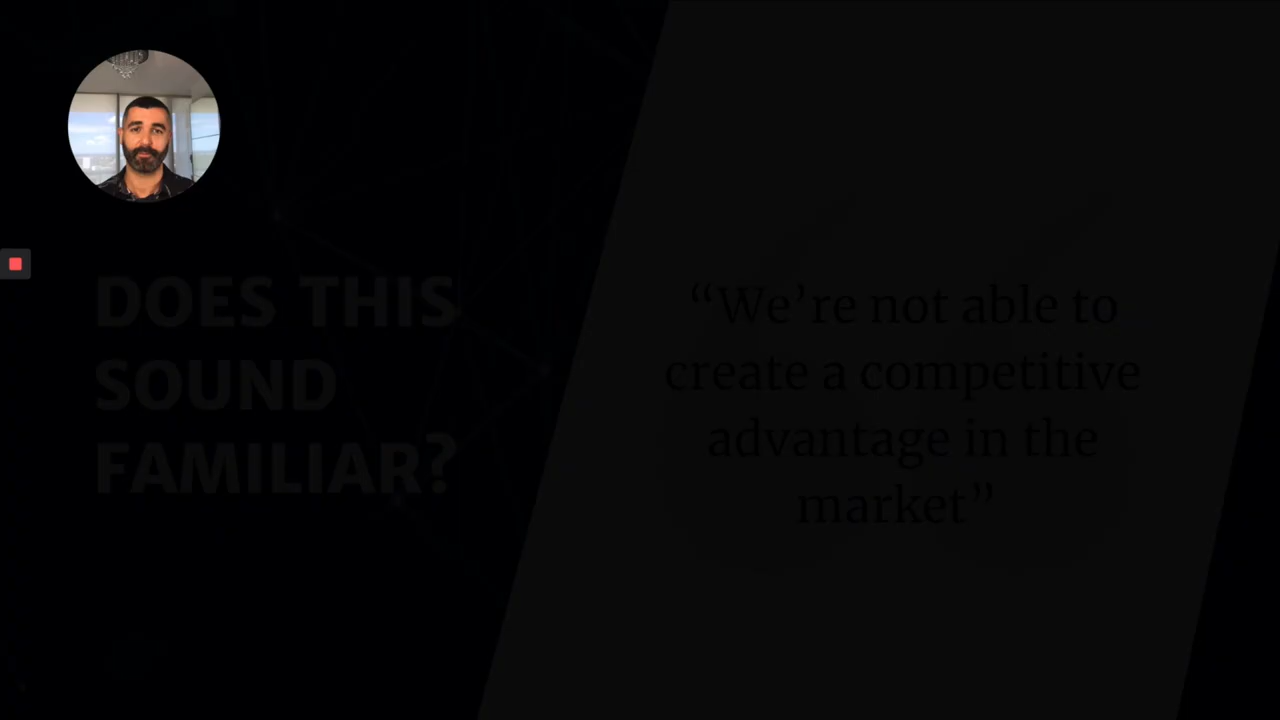 DOES THIS
SOUND
FAMILIAR?
“We’re not able to
create a competitive
advantage in the
market”